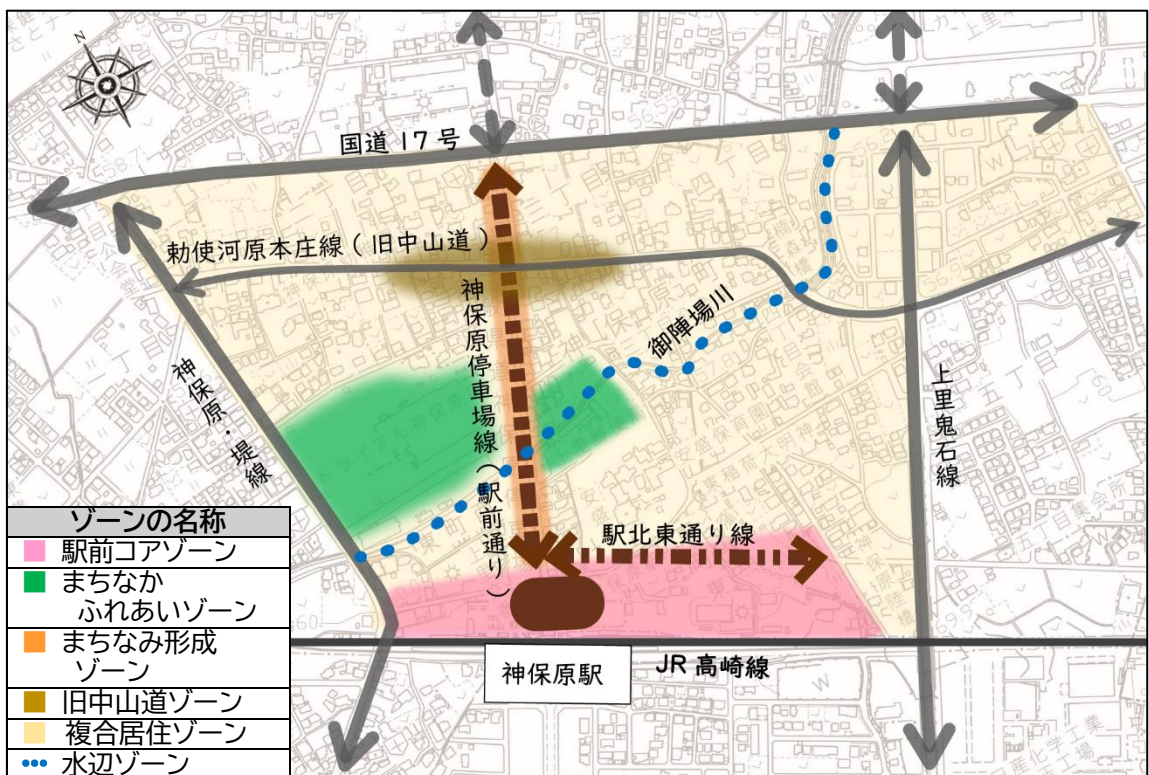 N
国道 17 号
勅使河原本庄線 ( 旧中山道 )
神保原停車場線 ( 駅前通り )
御陣場川
神保原・堤線
上里鬼石線
駅北東通り線
神保原駅
JR 高崎線
ゾーンの名称
駅前コアゾーン
まちなか
ふれあいゾーン
まちなみ形成
ゾーン
旧中山道ゾーン
複合居住ゾーン
水辺ゾーン